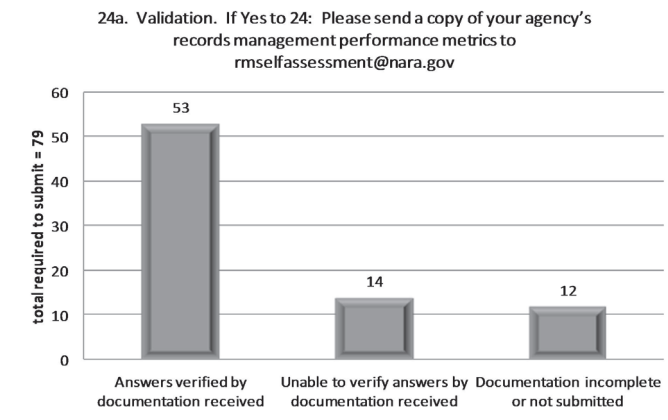 24a. Validation. If Yes to 24: Please send a copy of your agency's
records management performance metrics to
rmselfassessment@nara.gov
total required to submit = 79
60
50
40
30
20
10
0
53
14
12
Answers verified by
documentation received
Unable to verify answers by
documentation received
Documentation incomplete
or not submitted